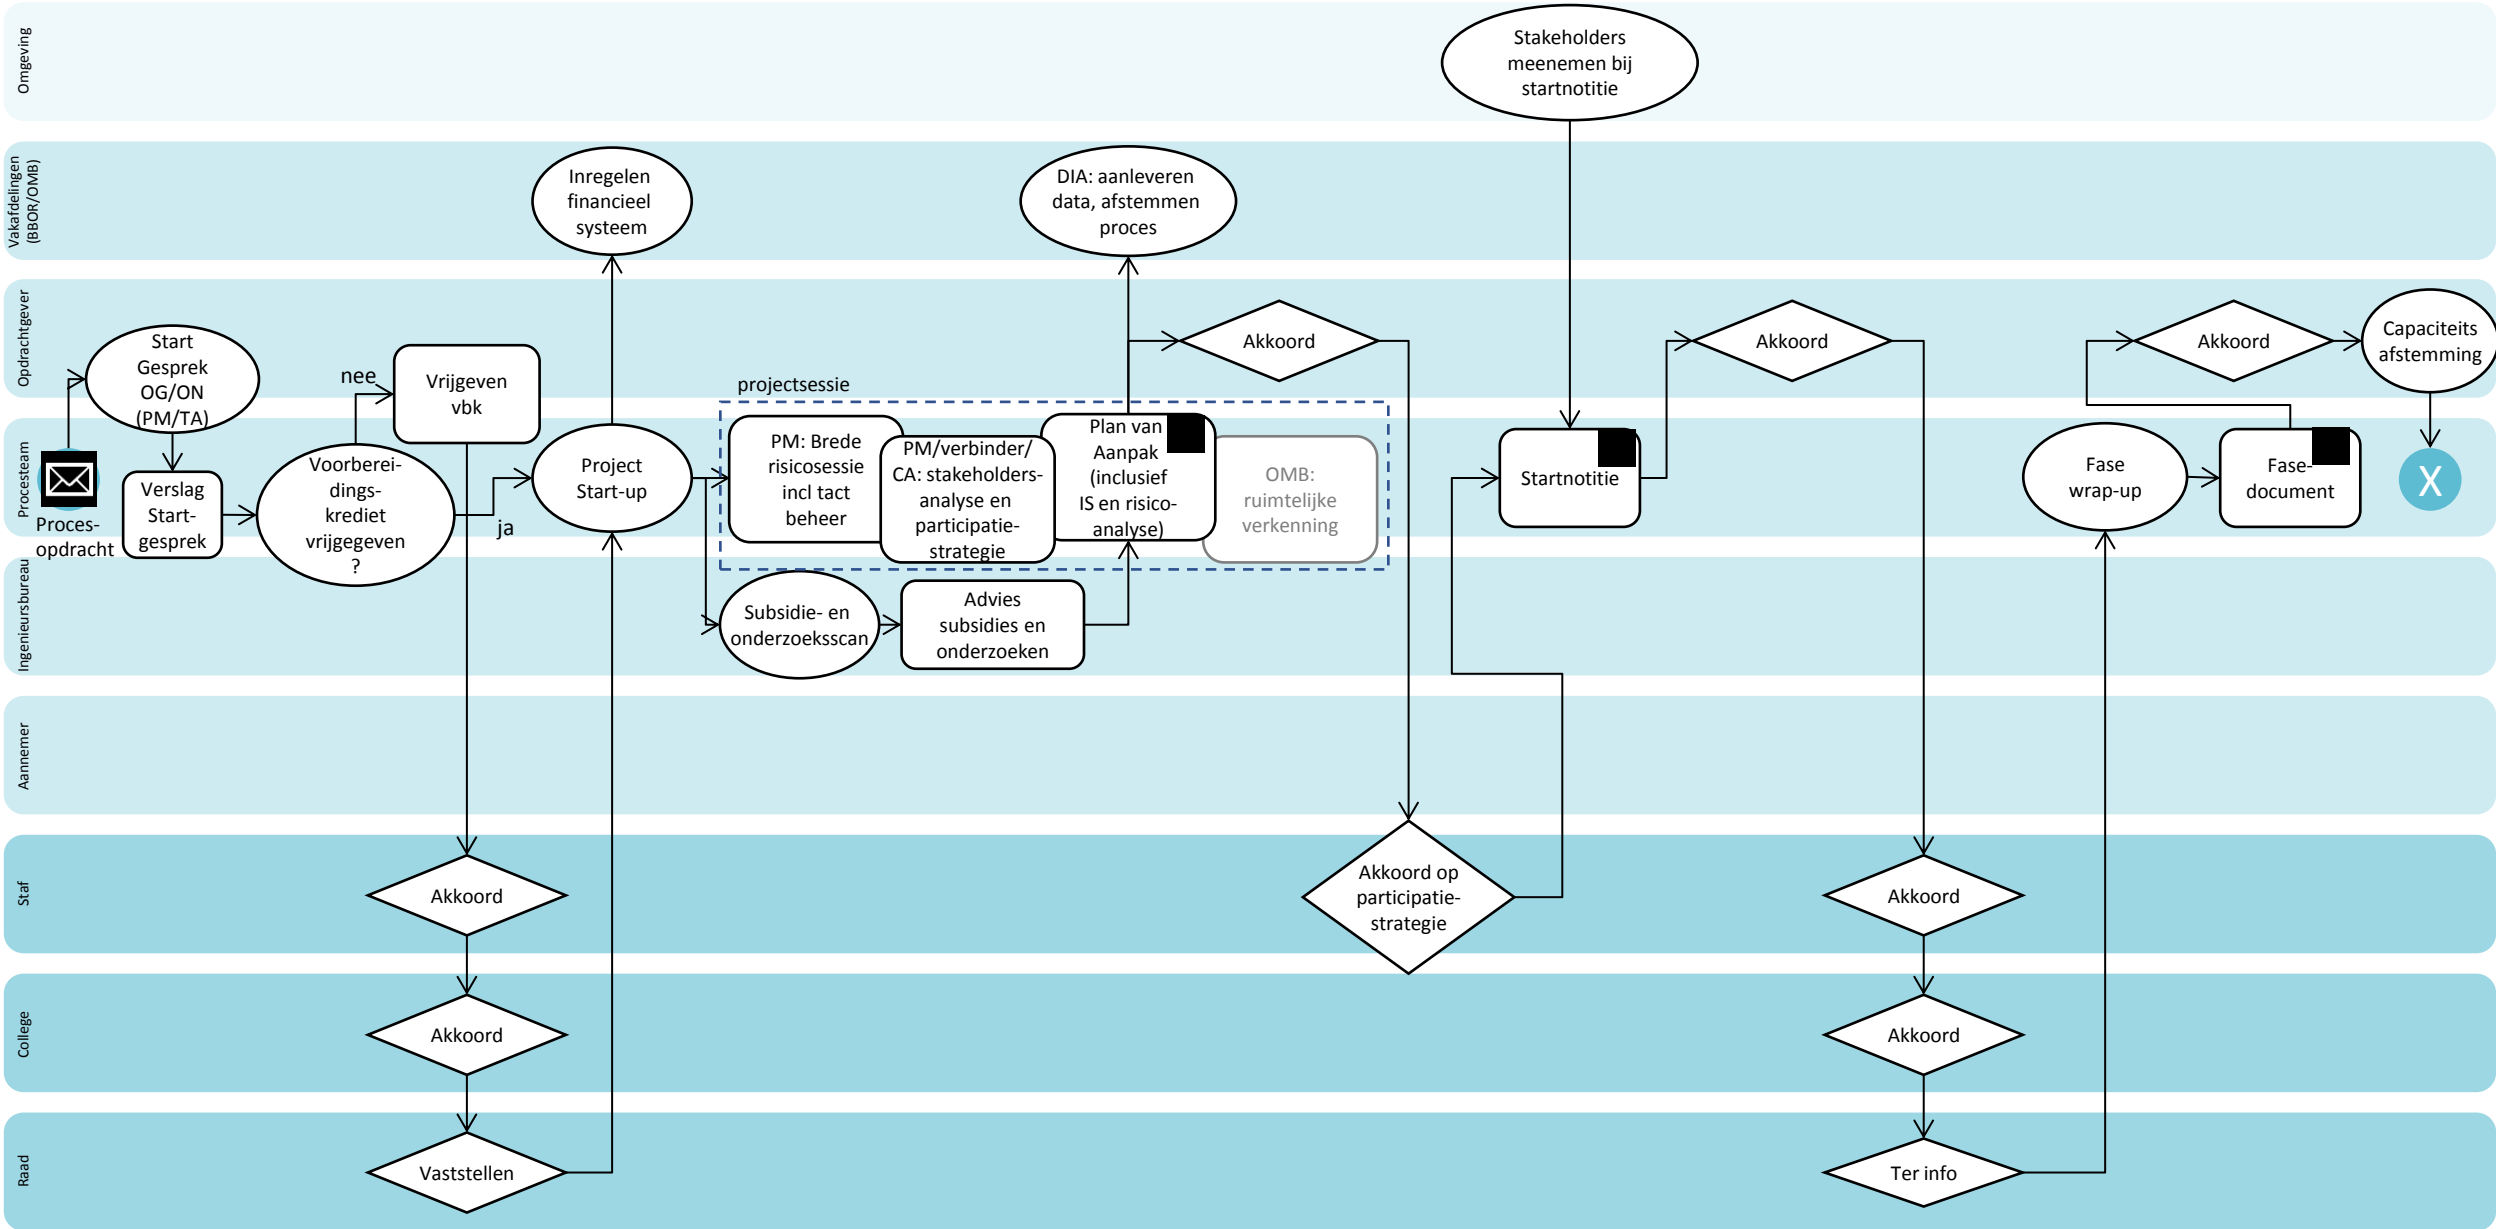 Omgeving
Stakeholders
meenemen bij
startnotitie
Vakafdelingen
(BBOR/OMB)
Inregelen
financieel
systeem
DIA: aanleveren
data, afstemmen
proces
Opdrachtgever
Start
Gesprek
OG/ON
(PM/TA)
nee
Vrijgeven
vbk
projectsessie
Akkoord
Akkoord
Akkoord
Capaciteits
afstemming
Procesteam
Proces-
opdracht
Verslag
Start-
gesprek
Voorberei-
dings-
krediet
vrijgegeven
?
ja
Project
Start-up
PM: Brede
risicosessie
incl tact
beheer
PM/verbinder/
CA: stakeholders-
analyse en
participatie-
strategie
Plan van
Aanpak
(inclusief
IS en risico-
analyse)
OMB:
ruimtelijke
verkenning
Startnotitie
Fase
wrap-up
Fase-
document
X
Ingenieursbureau
Subsidie- en
onderzoeksscan
Advies
subsidies en
onderzoeken
Aannemer
Staf
Akkoord
Akkoord op
participatie-
strategie
Akkoord
College
Akkoord
Akkoord
Raad
Vaststellen
Ter info